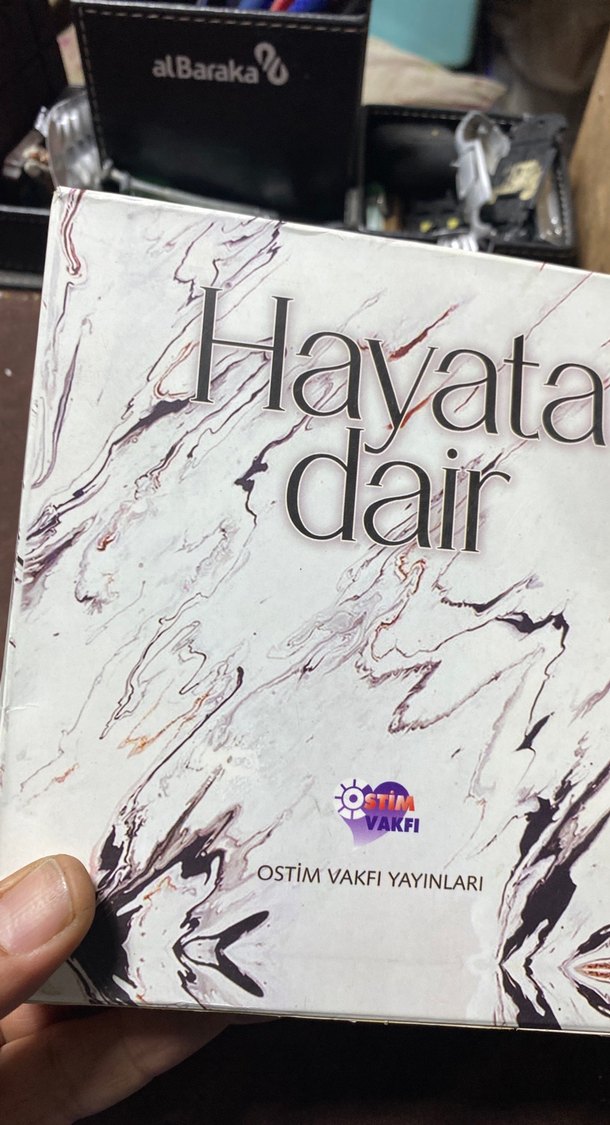 alBaraka
Hayata
dair
OSTİM
VAKFI
OSTİM VAKFI YAYINLARI